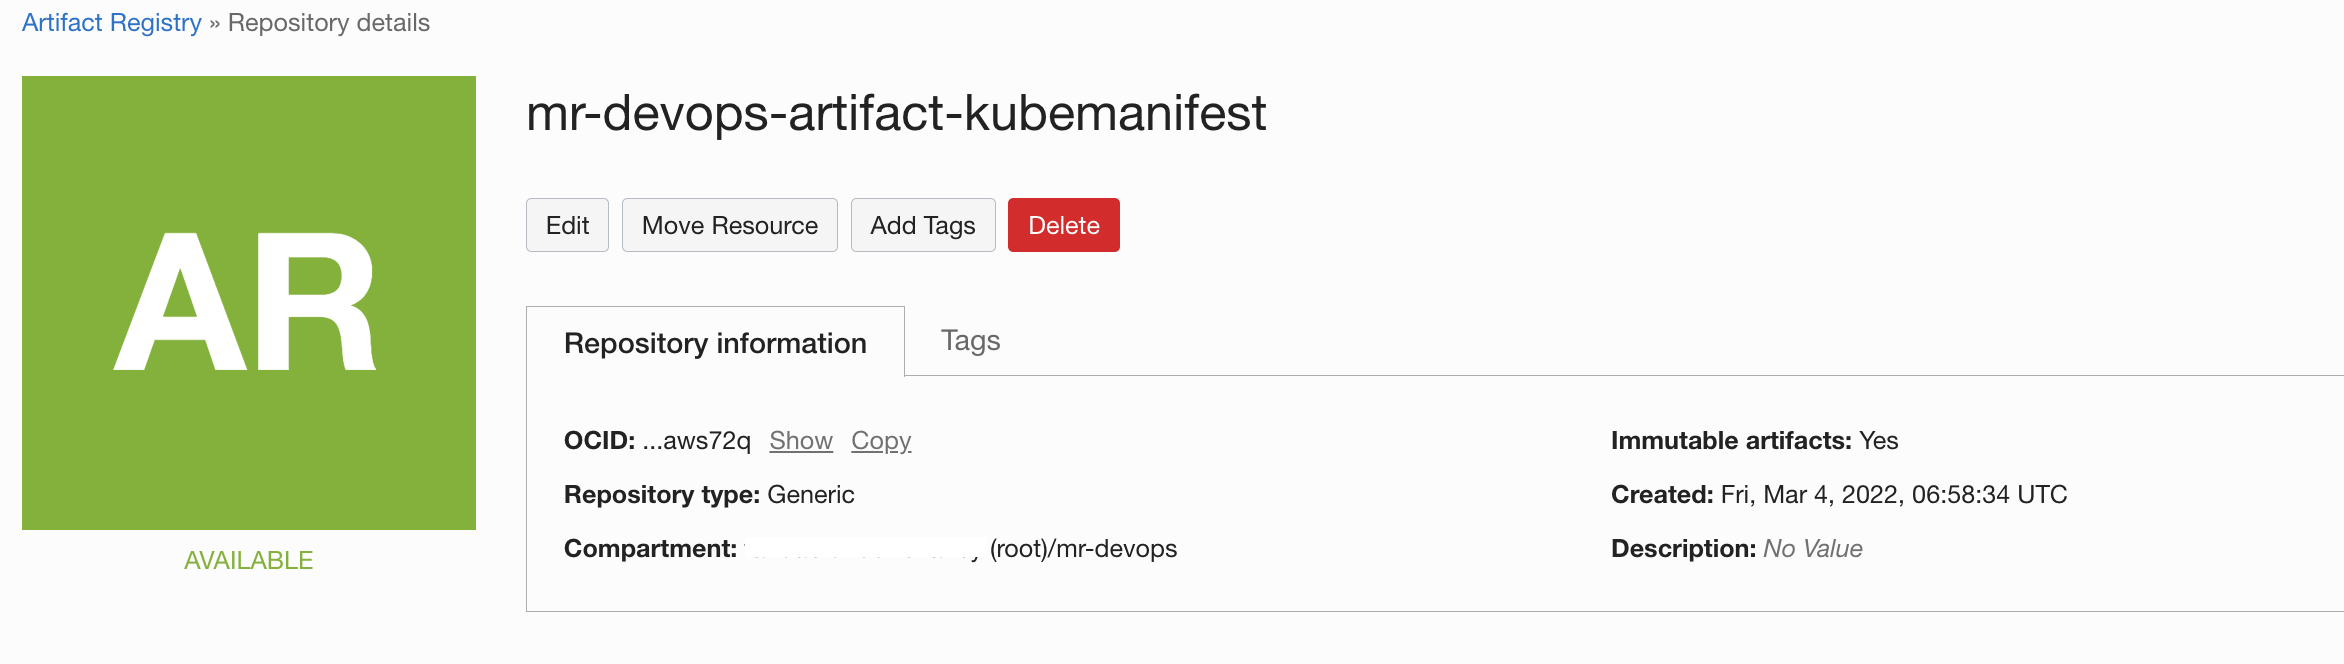 Artifact Registry » Repository details
AR
AVAILABLE
mr-devops-artifact-kubemanifest
Edit Move Resource Add Tags Delete
Repository information Tags
OCID: ...aws72q Show Copy
Repository type: Generic
Compartment: (root)/mr-devops
Immutable artifacts: Yes
Created: Fri, Mar 4, 2022, 06:58:34 UTC
Description: No Value